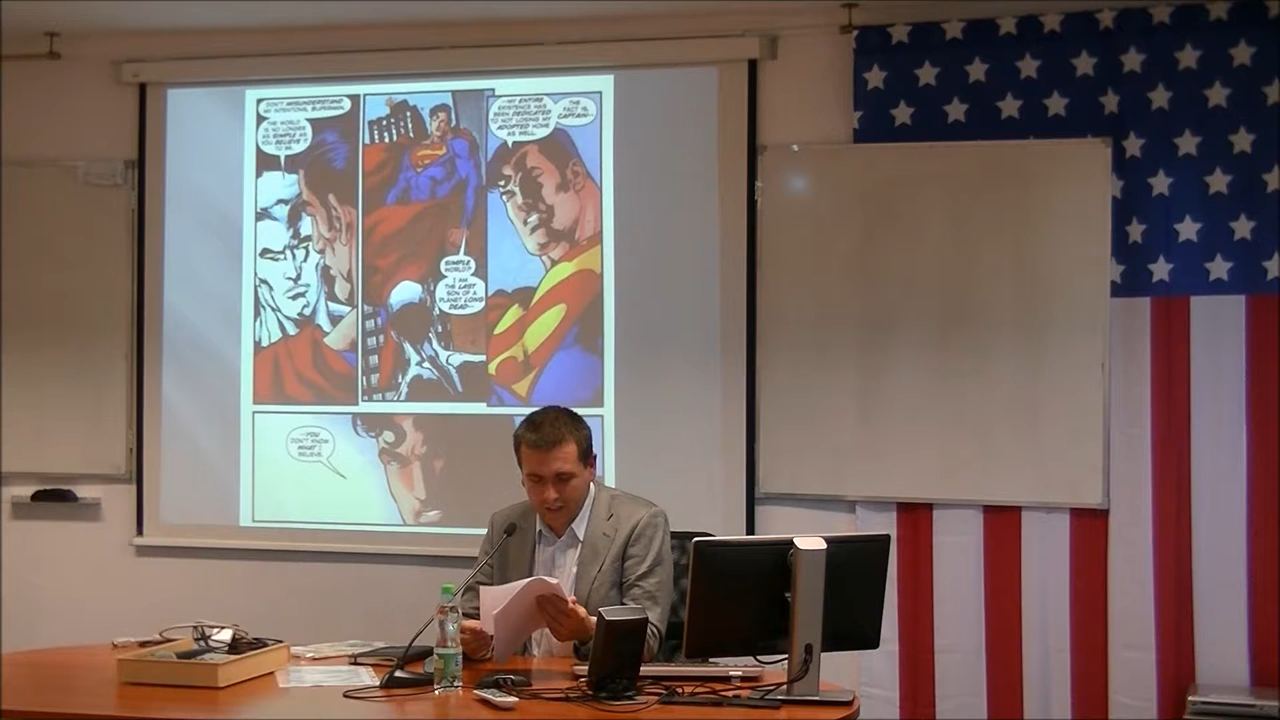 DON'T MISUNDERSTAND
MY INTENTIONS, SUPERMAN.
THE WORLD
IS NO LONGER
AS SIMPLE AS
YOU BELIEVE IT
TO BE.
SIMPLE
WORLD?
I AM
THE LAST
SON OF A
PLANET LONG
DEAD--
--MY ENTIRE
EXISTENCE HAS
BEEN DEDICATED
TO NOT LOSING MY
ADOPTED HOME
AS WELL.
THE
FACT IS,
CAPTAIN--
--YOU
DON'T KNOW
WHAT I
BELIEVE.